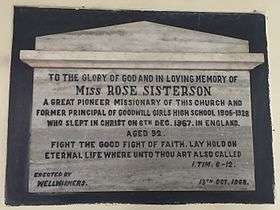 TO THE GLORY OF GOD AND IN LOVING MEMORY OF
MISS ROSE SISTERSON
A GREAT PIONEER MISSIONARY OF THIS CHURCH AND
FORMER PRINCIPAL OF GOODWILL GIRLS HIGH SCHOOL 1905-1928
WHO SLEPT IN CHRIST ON 6TH DEC. 1967. IN ENGLAND.
AGED 92.
FIGHT THE GOOD FIGHT OF FAITH. LAY HOLD ON
ETERNAL LIFE WHERE UNTO THOU ART ALSO CALLED
1. TIM. 6-12.
ERECTED BY
WELLWISHERS.
13TH OCT. 1968.